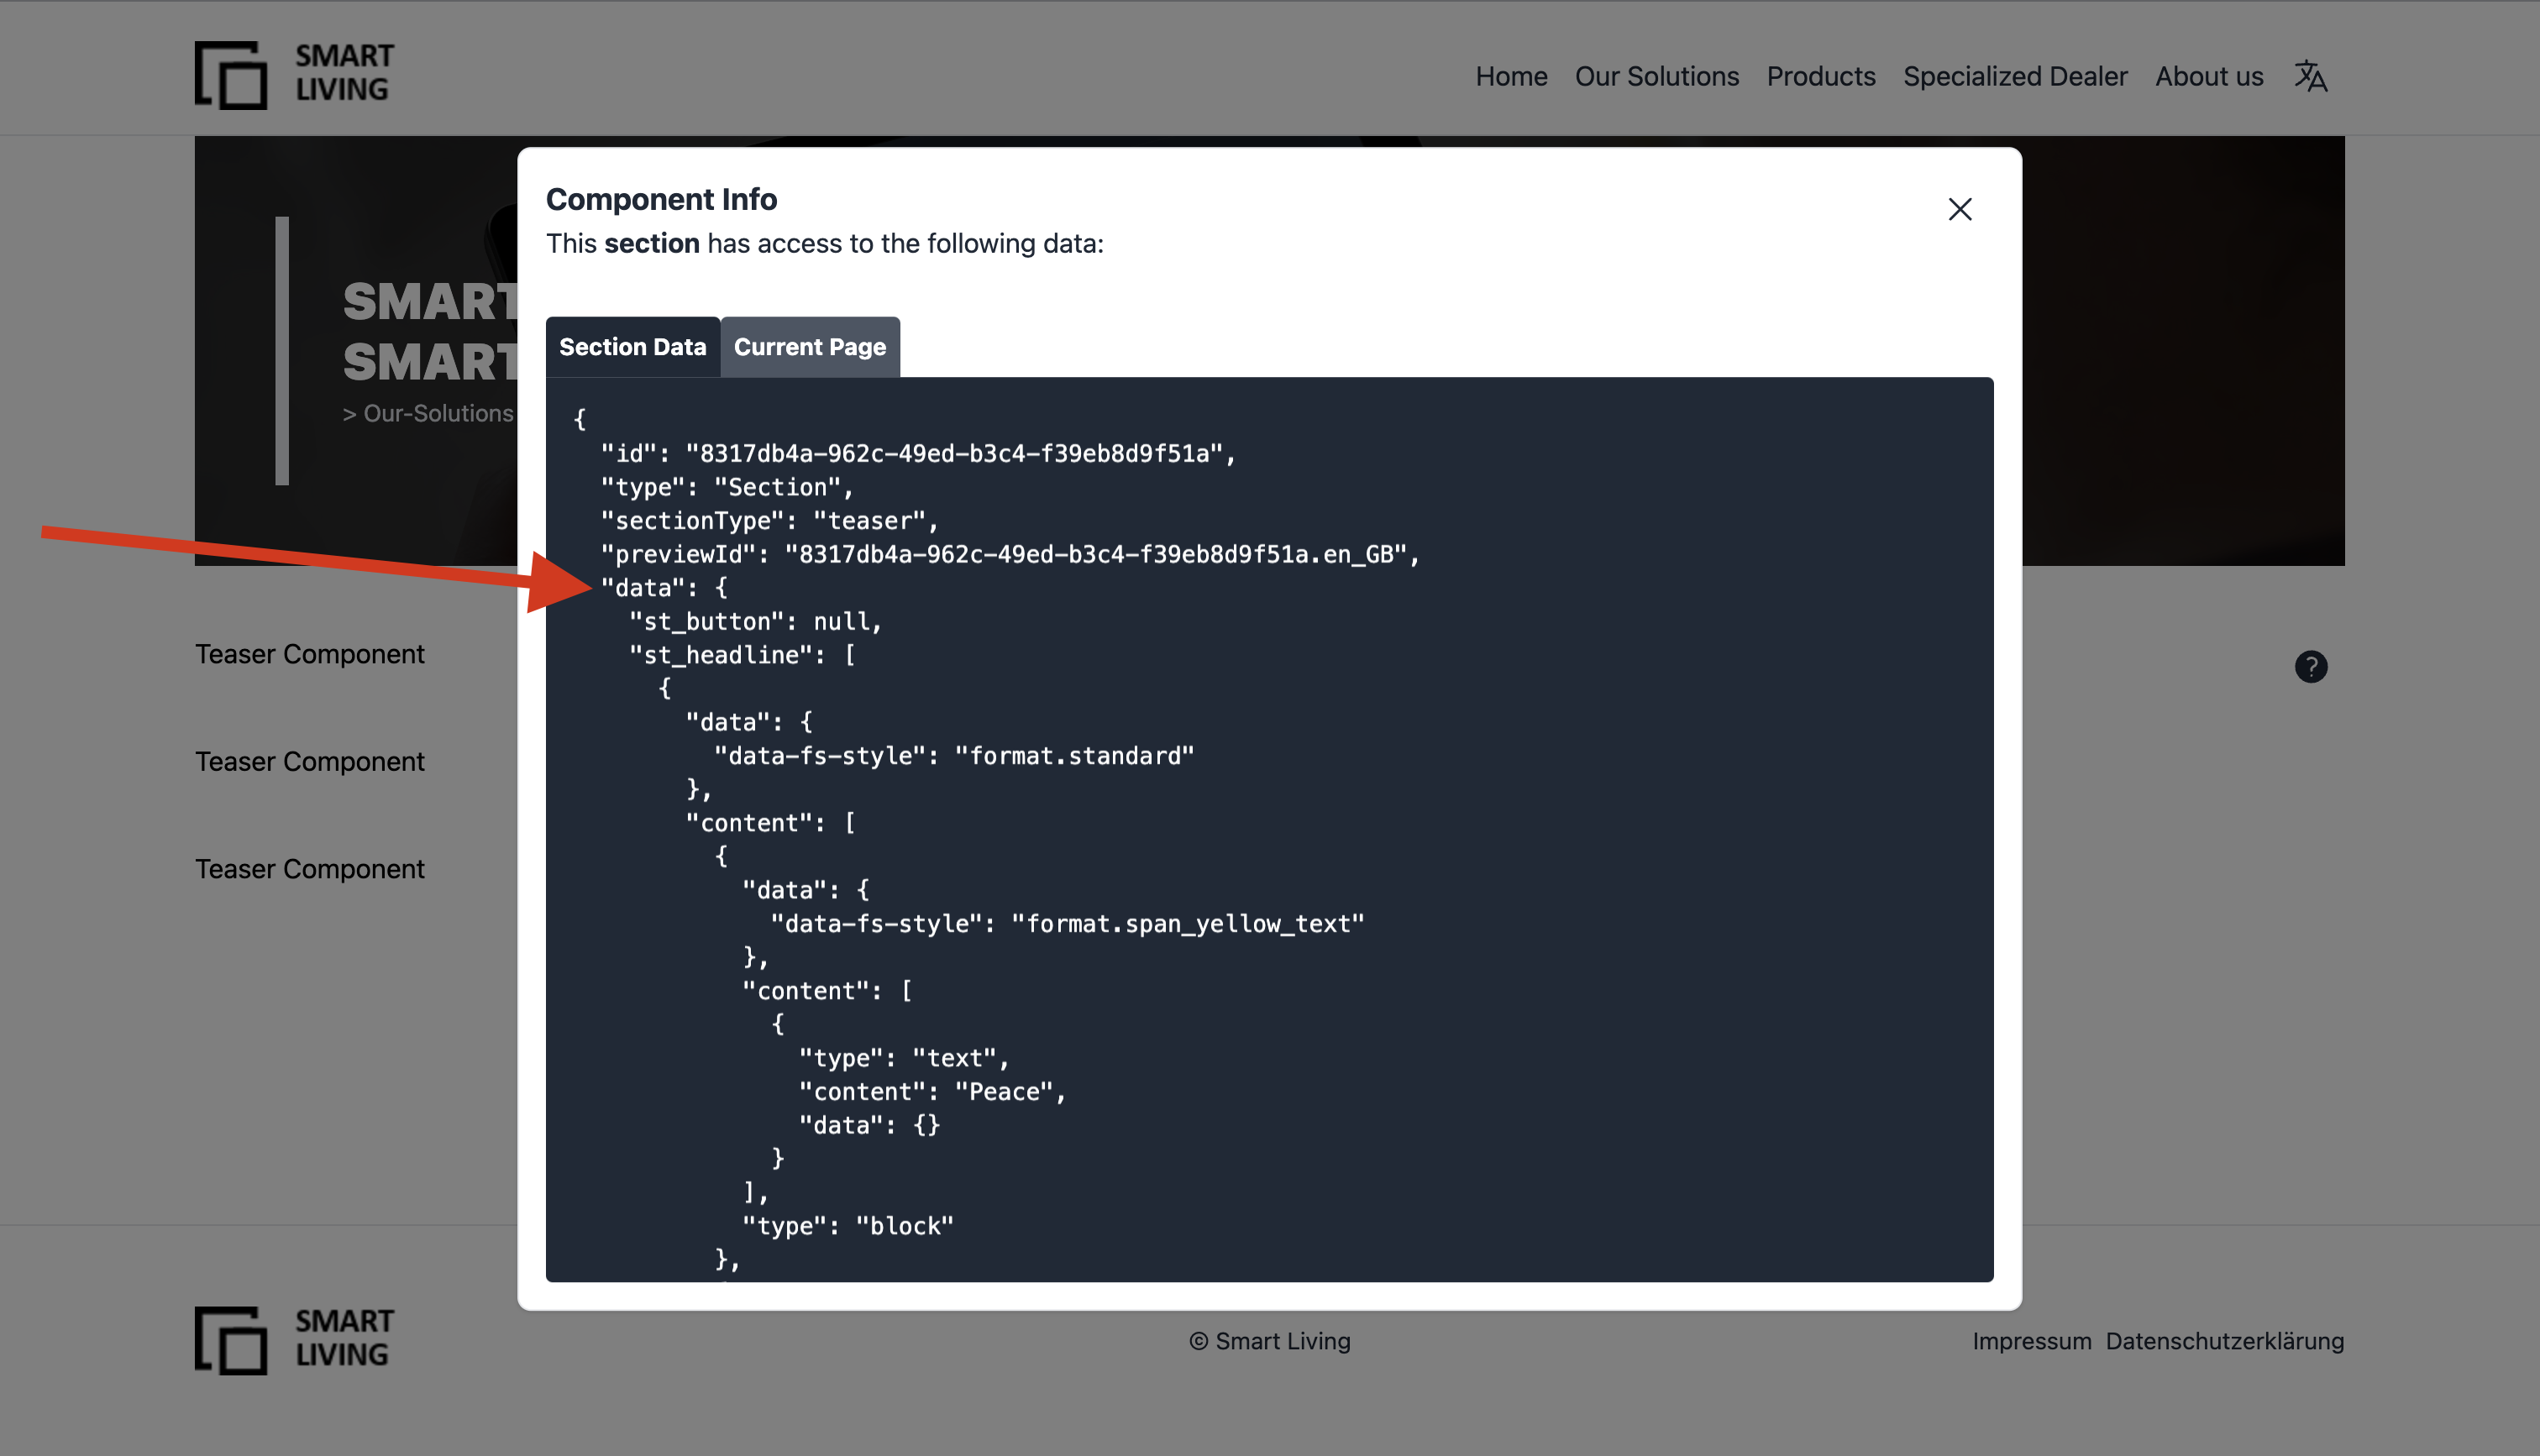 SMART
LIVING
Home Our Solutions Products Specialized Dealer About us
Component Info
This section has access to the following data:
SMART
SMART
> Our-Solutions
Section Data Current Page
{
"id": "8317db4a-962c-49ed-b3c4-f39eb8d9f51a",
"type": "Section",
"sectionType": "teaser",
"previewId": "8317db4a-962c-49ed-b3c4-f39eb8d9f51a.en_GB",
"data": {
"st_button": null,
"st_headline": [
{
"data": {
"data-fs-style": "format.standard"
},
"content": [
{
"data": {
"data-fs-style": "format.span_yellow_text"
},
"content": [
{
"type": "text",
"content": "Peace",
"data": {}
}
],
"type": "block"
},
Teaser Component
?
Teaser Component
Teaser Component
SMART
LIVING
© Smart Living
Impressum Datenschutzerklärung